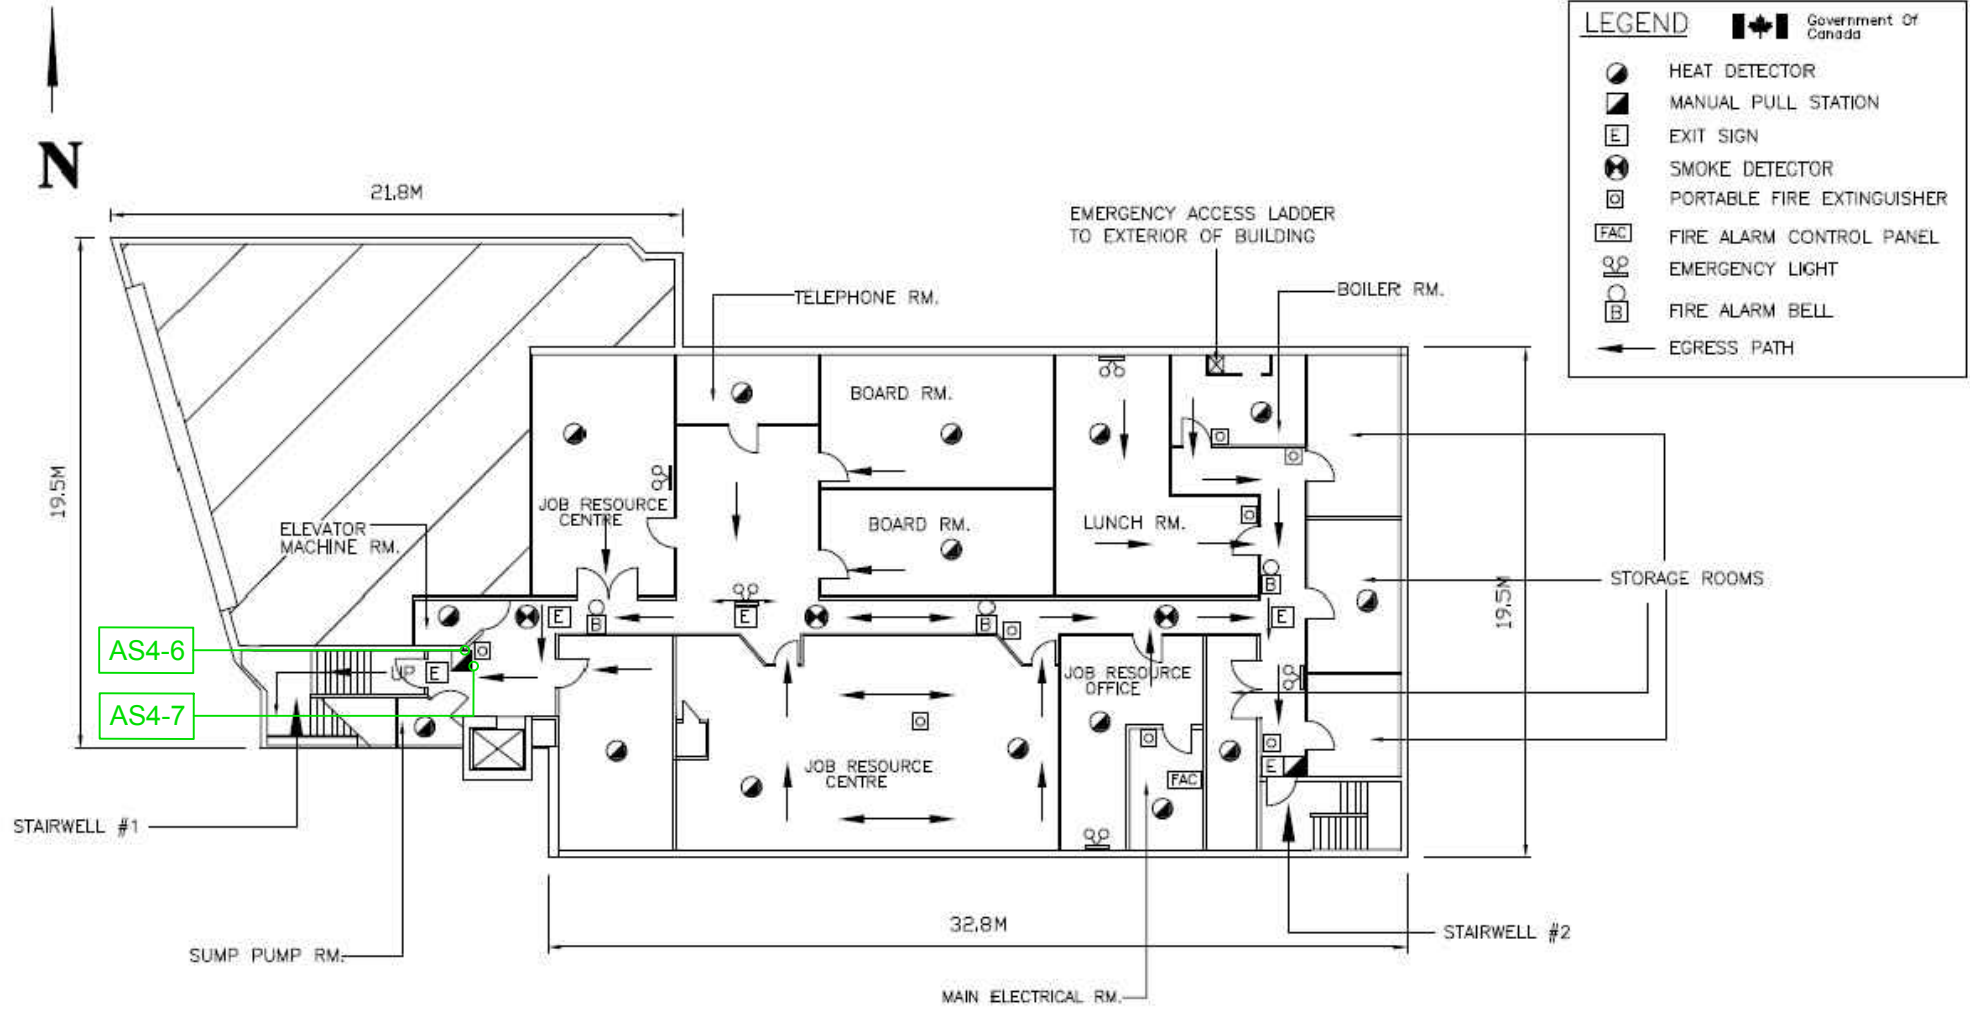 LEGEND
Government Of
Canada
HEAT DETECTOR
MANUAL PULL STATION
E
EXIT SIGN
SMOKE DETECTOR
PORTABLE FIRE EXTINGUISHER
FAC
FIRE ALARM CONTROL PANEL
EMERGENCY LIGHT
B
FIRE ALARM BELL
EGRESS PATH
N
21.8M
EMERGENCY ACCESS LADDER
TO EXTERIOR OF BUILDING
TELEPHONE RM.
BOILER RM.
BOARD RM.
19.5M
JOB RESOURCE
CENTRE
BOARD RM.
LUNCH RM.
ELEVATOR
MACHINE RM.
STORAGE ROOMS
19.5M
B
E
B
E
B
E
AS4-6
UP
E
JOB RESOURCE
OFFICE
AS4-7
JOB RESOURCE
CENTRE
FAC
E
STAIRWELL #1
32.8M
STAIRWELL #2
SUMP PUMP RM.
MAIN ELECTRICAL RM.